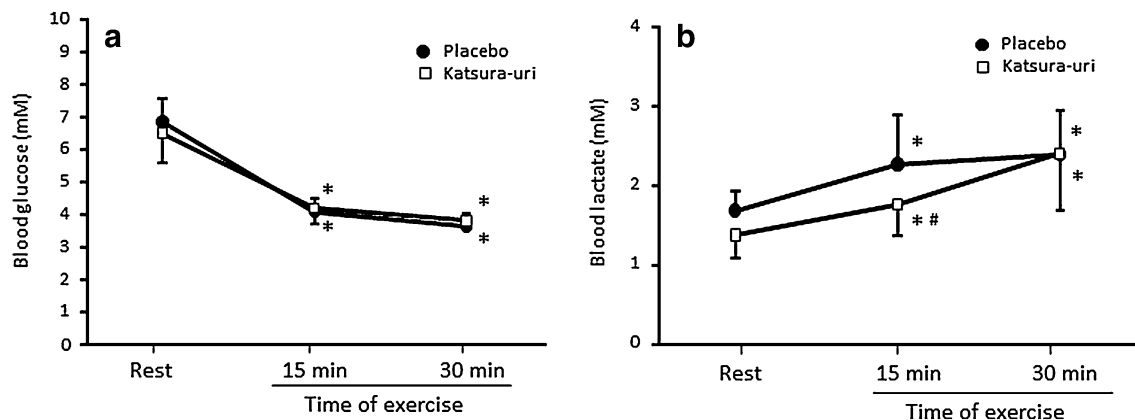 a
Placebo
Katsura-uri
Bloodglucose (mM)
10
9
8
7
6
5
4
3
2
1
0
*
*
*
*
Rest
15 min
30 min
Time of exercise
b
Placebo
Katsura-uri
Blood lactate (mM)
4
3
2
1
0
*
*
*
* #
Rest
15 min
30 min
Time of exercise